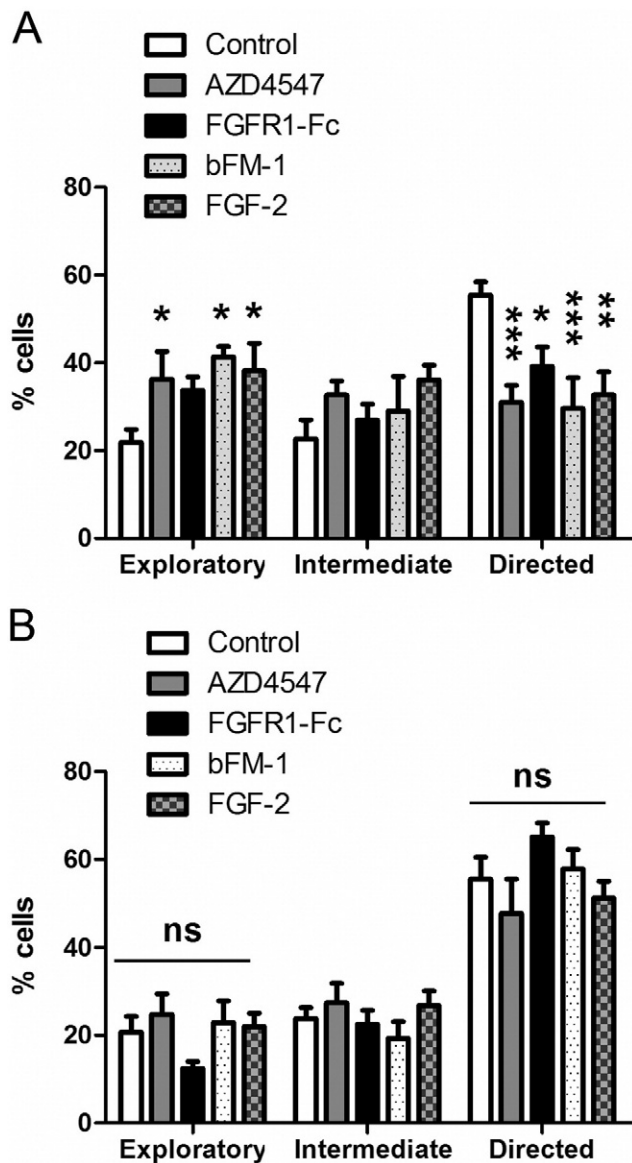 A
Control
AZD4547
FGFR1-Fc
bFM-1
FGF-2
% cells
80
60
40
20
0
* * *
*** * *** **
Exploratory Intermediate Directed
B
Control
AZD4547
FGFR1-Fc
bFM-1
FGF-2
% cells
80
60
40
20
0
ns
ns
Exploratory Intermediate Directed